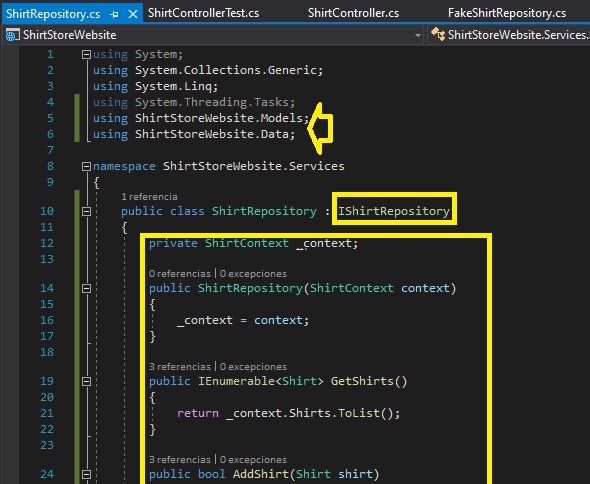 ShirtRepository.cs
ShirtControllerTest.cs
ShirtController.cs
FakeShirtRepository.cs
ShirtStoreWebsite
ShirtStoreWebsite.Services.
1 using System;
2 using System.Collections.Generic;
3 using System.Linq;
4 using System.Threading.Tasks;
5 using ShirtStoreWebsite.Models;
6 using ShirtStoreWebsite.Data;
7
8 namespace ShirtStoreWebsite.Services
9 {
1 referencia
10 public class ShirtRepository : IShirtRepository
11 {
12 private ShirtContext _context;
13
0 referencias | 0 excepciones
14 public ShirtRepository(ShirtContext context)
15 {
16 _context = context;
17 }
18
3 referencias | 0 excepciones
19 public IEnumerable<Shirt> GetShirts()
20 {
21 return _context.Shirts.ToList();
22 }
23
3 referencias | 0 excepciones
24 public bool AddShirt(Shirt shirt)